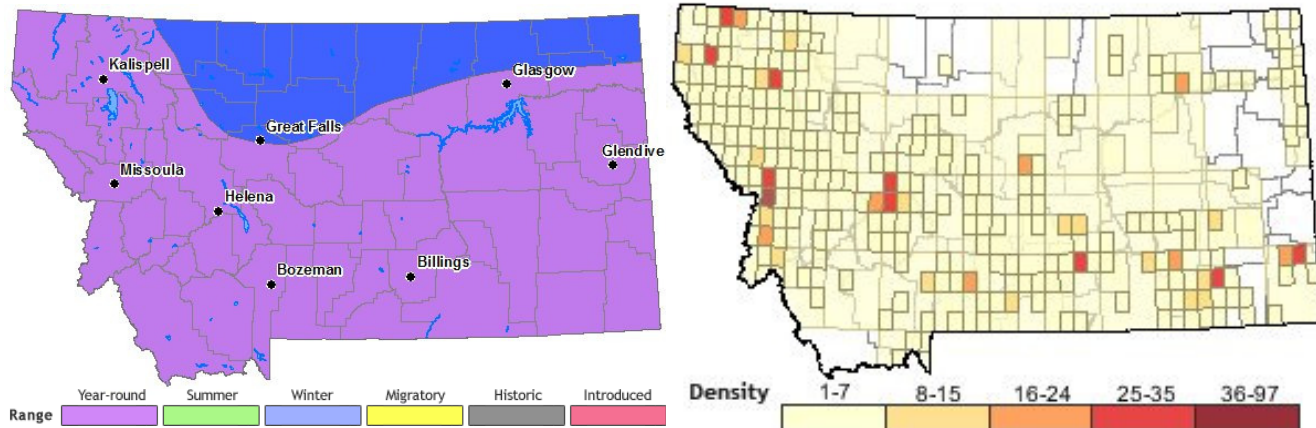 Kalispell
Glasgow
Great Falls
Glendive
Missoula
Helena
Bozeman
Billings
Year-round Summer Winter Migratory Historic Introduced
Range
Density 1-7 8-15 16-24 25-35 36-97